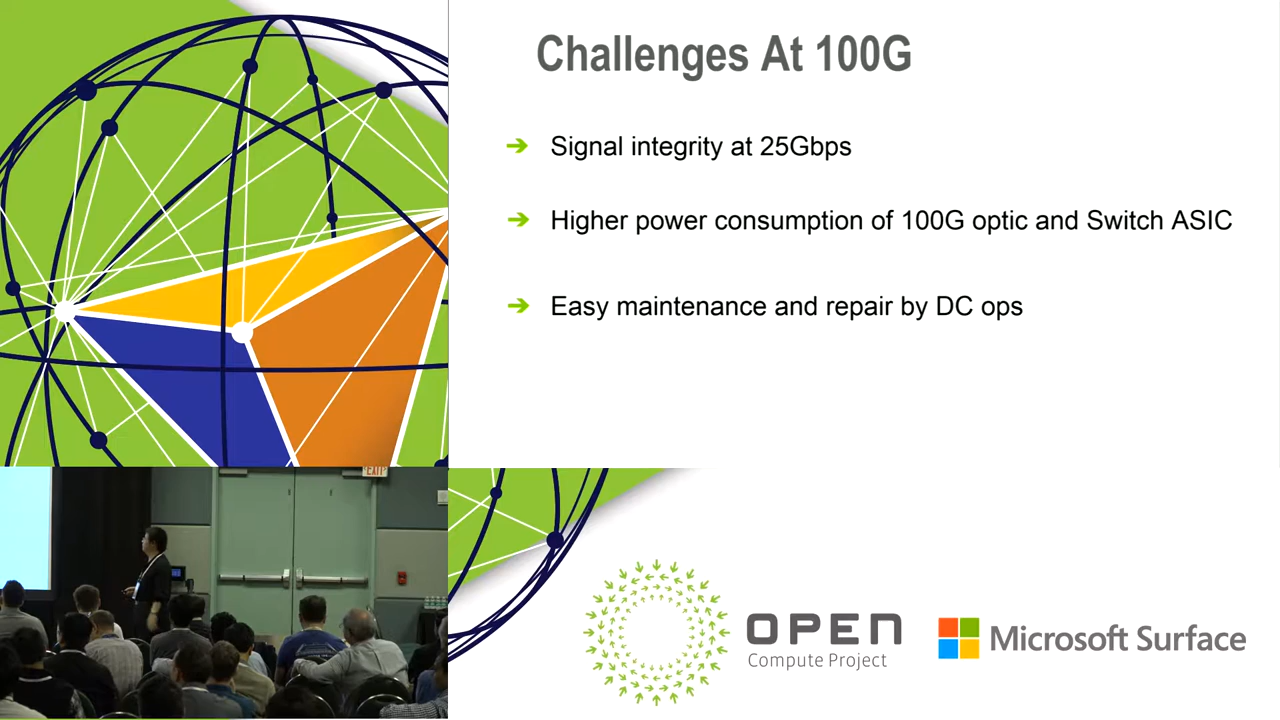 Challenges At 100G
Signal integrity at 25Gbps
Higher power consumption of 100G optic and Switch ASIC
Easy maintenance and repair by DC ops
EXIT
OPEN
Compute Project
Microsoft Surface